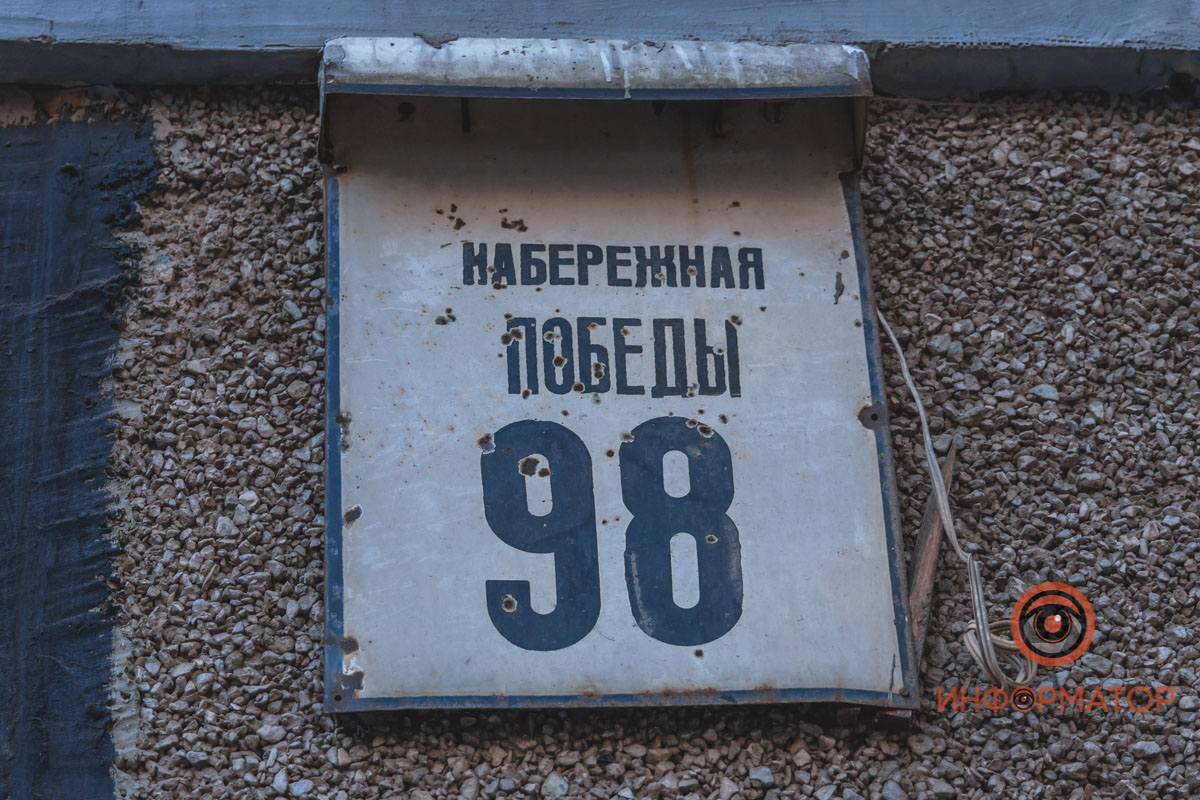 НАБЕРЕЖНАЯ
ПОБЕДЫ
98
ИНФОРМАТОР